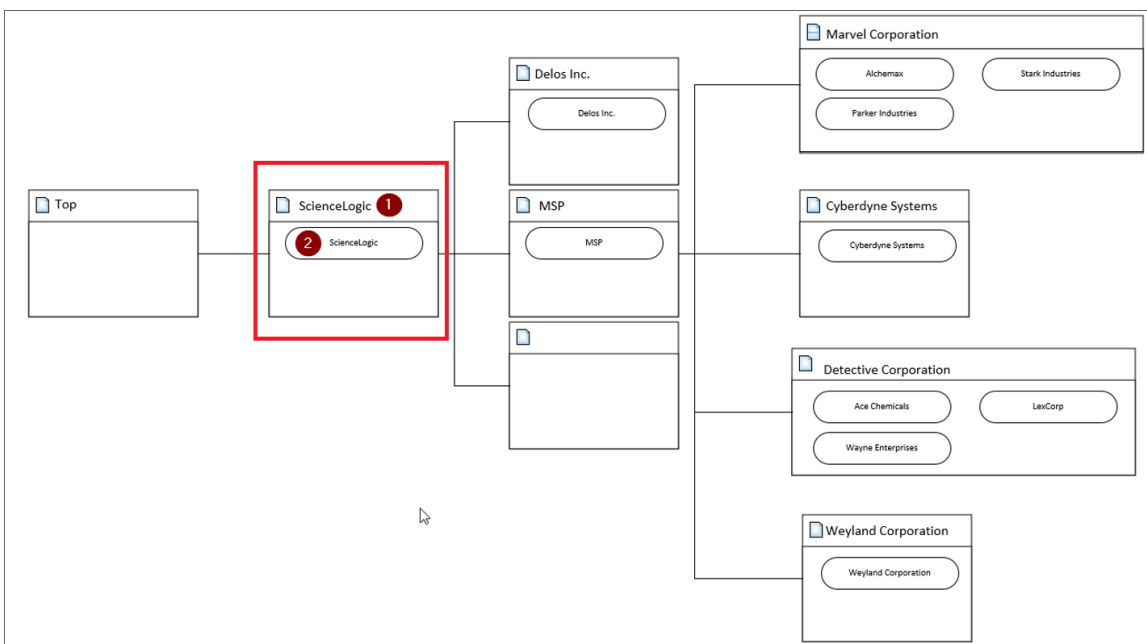 Top
ScienceLogic 1
2 ScienceLogic
Delos Inc.
Delos Inc.
MSP
MSP
Marvel Corporation
Alchemax
Stark Industries
Parker Industries
Cyberdyne Systems
Cyberdyne Systems
Detective Corporation
Ace Chemicals
LexCorp
Wayne Enterprises
Weyland Corporation
Weyland Corporation